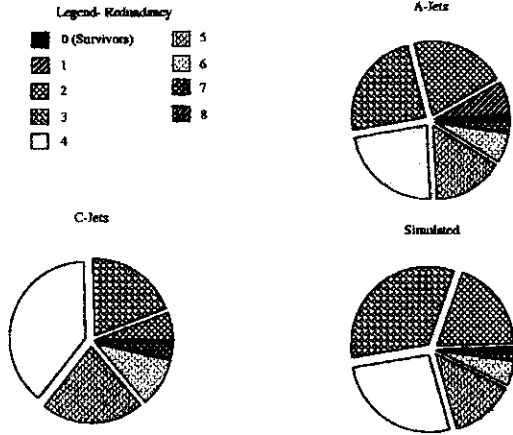 Legend- Redundancy
0 (Survivors)
1
2
3
4
5
6
7
8
A-Jets
C-Jets
Simulated